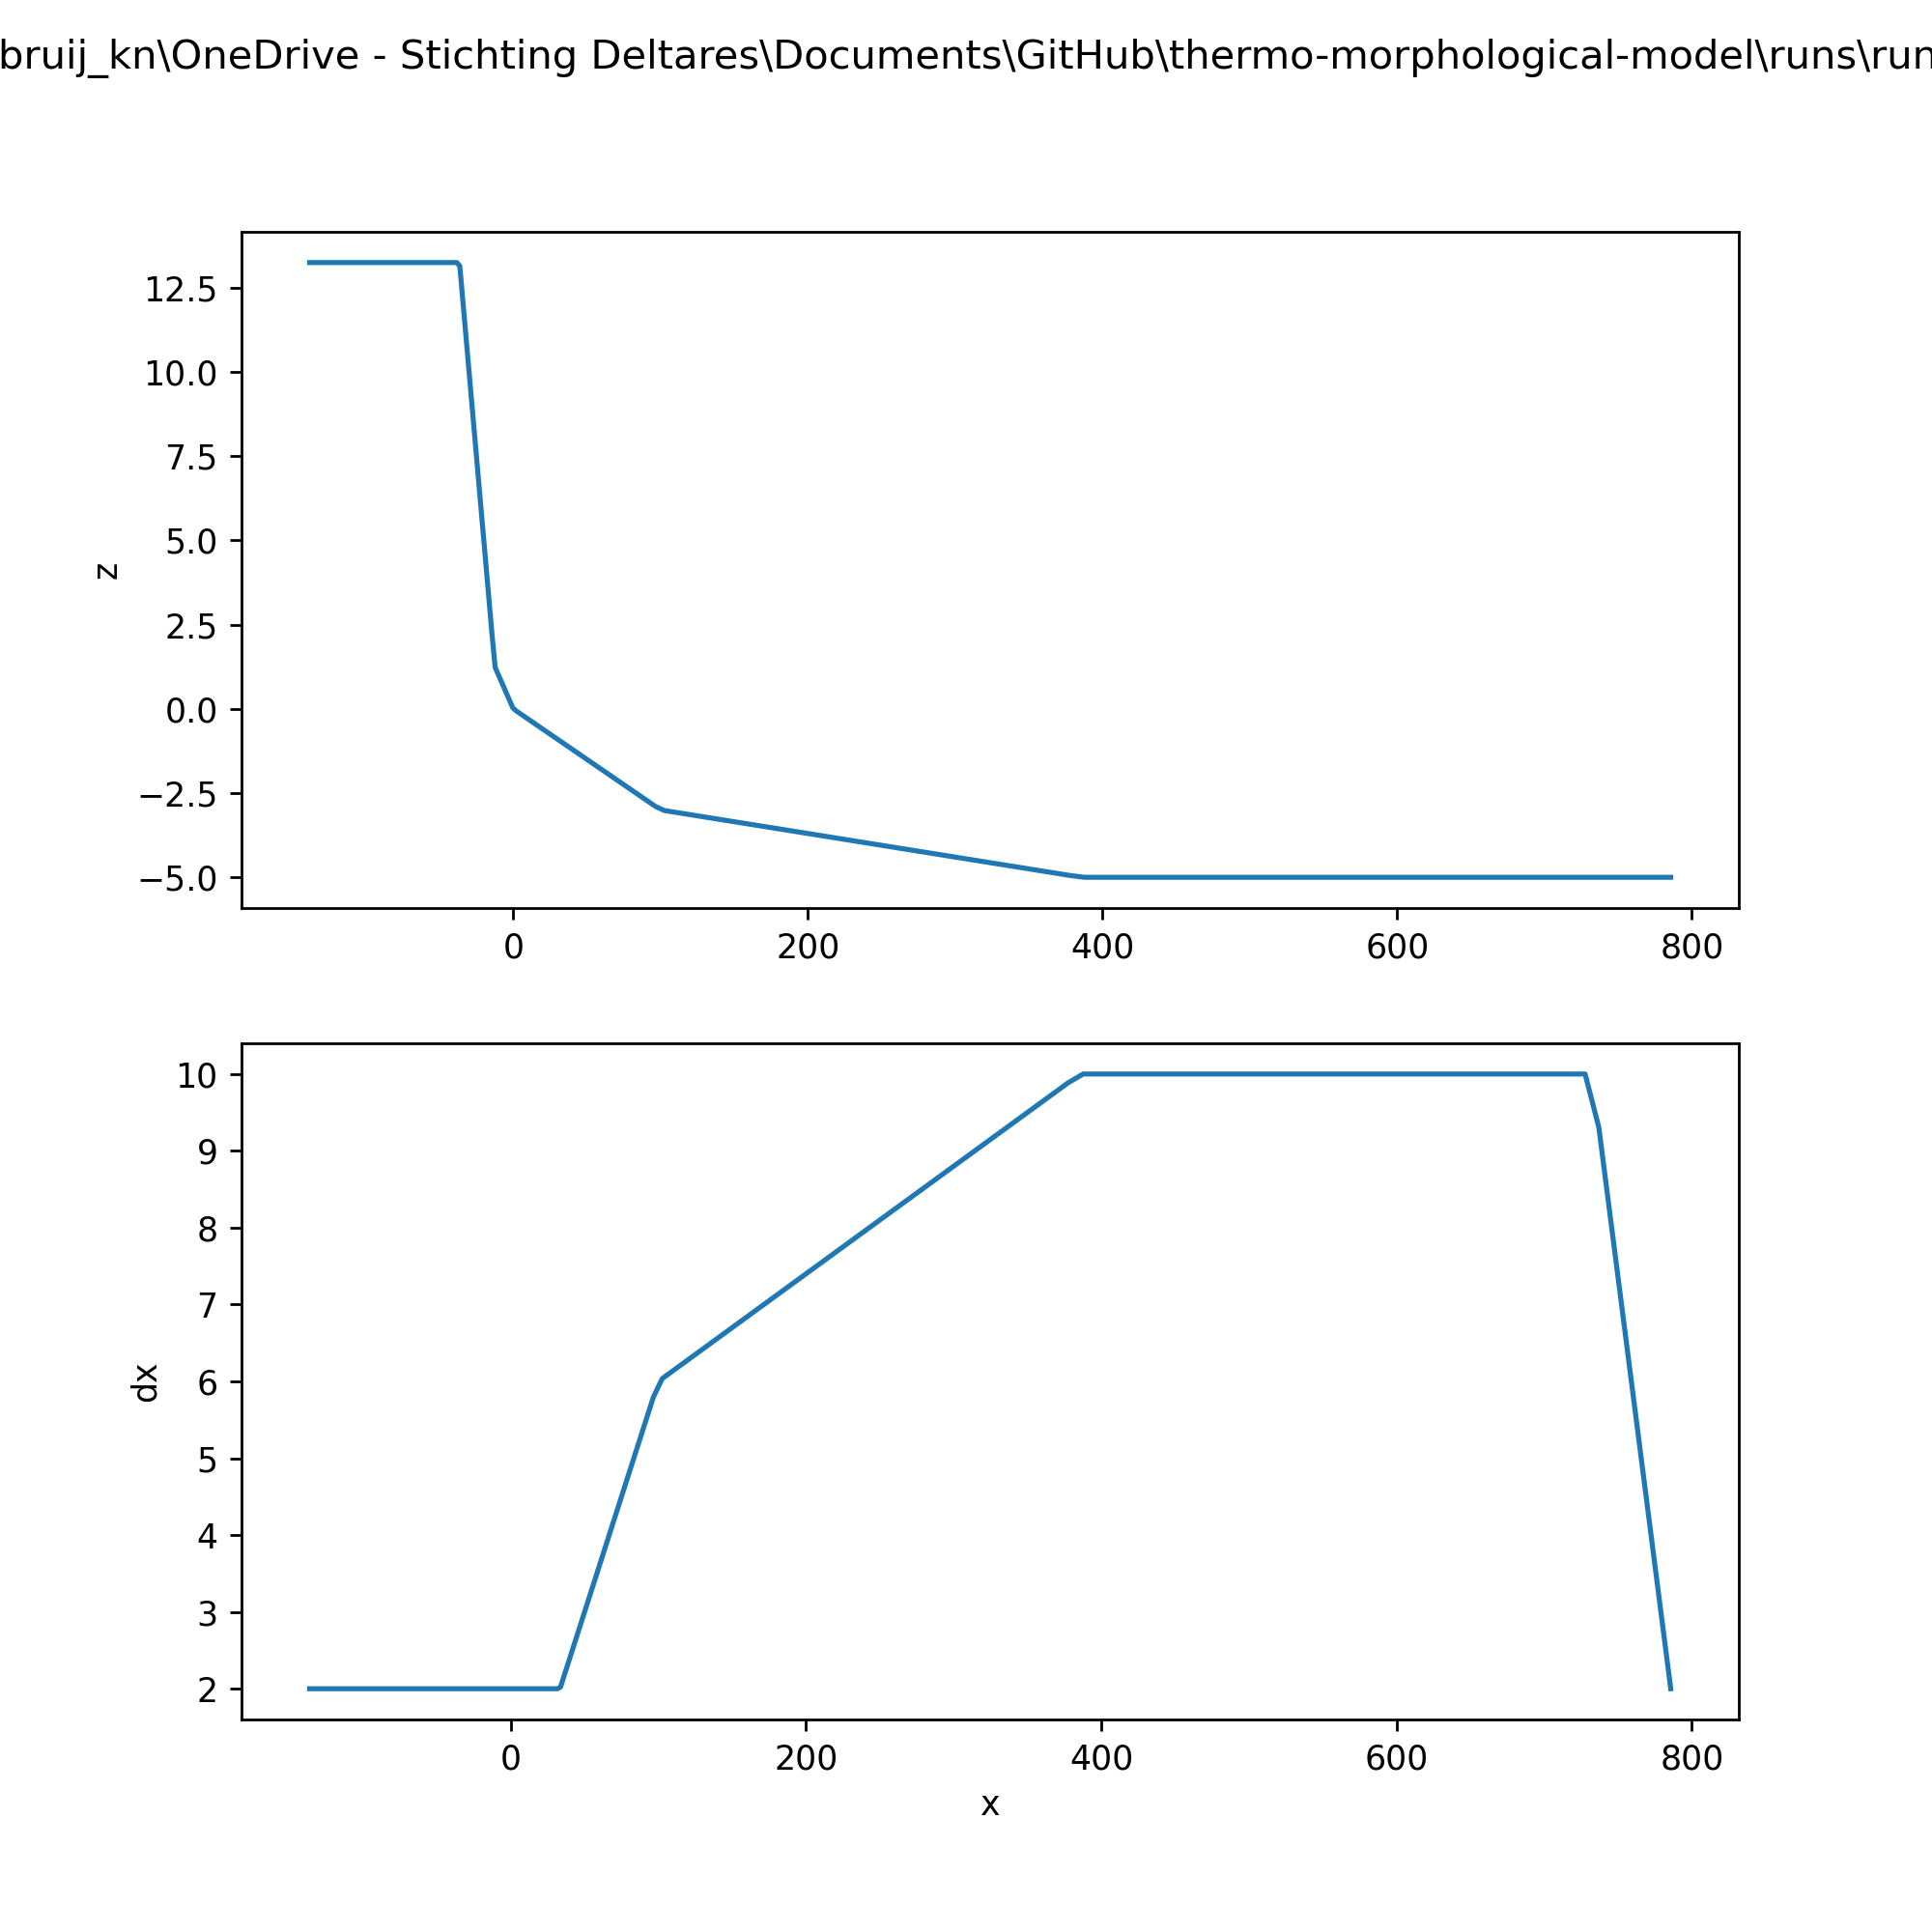 bruij_kn\OneDrive - Stichting Deltares\Documents\GitHub\thermo-morphological-model\runs\run
12.5
10.0
7.5
5.0
2.5
0.0
−2.5
−5.0
z
0 200 400 600 800
10
9
8
7
6
5
4
3
2
dx
0 200 400 600 800
x